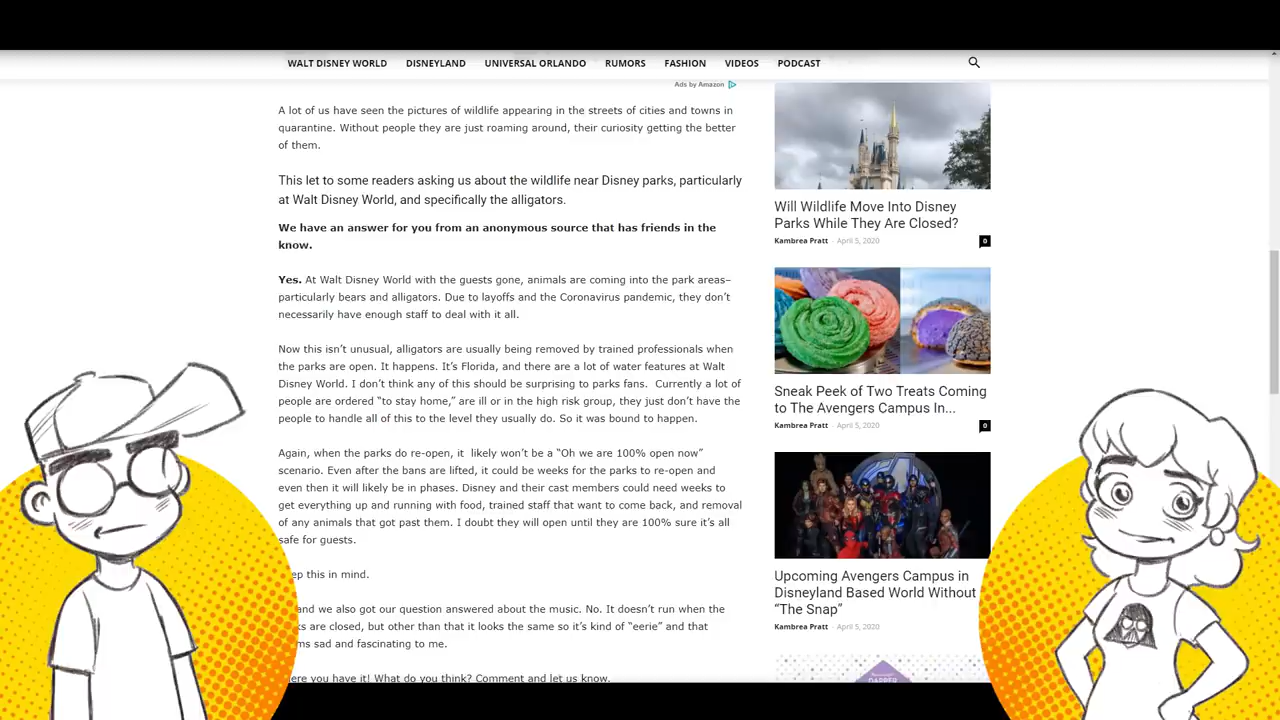 WALT DISNEY WORLD DISNEYLAND UNIVERSAL ORLANDO RUMORS FASHION VIDEOS PODCAST
Ads by Amazon
A lot of us have seen the pictures of wildlife appearing in the streets of cities and towns in
quarantine. Without people they are just roaming around, their curiosity getting the better
of them.
This let to some readers asking us about the wildlife near Disney parks, particularly
at Walt Disney World, and specifically the alligators.
We have an answer for you from an anonymous source that has friends in the
know.
Yes. At Walt Disney World with the guests gone, animals are coming into the park areas–
particularly bears and alligators. Due to layoffs and the Coronavirus pandemic, they don't
necessarily have enough staff to deal with it all.
Now this isn't unusual, alligators are usually being removed by trained professionals when
the parks are open. It happens. It's Florida, and there are a lot of water features at Walt
Disney World. I don't think any of this should be surprising to parks fans. Currently a lot of
people are ordered "to stay home," are ill or in the high risk group, they just don't have the
people to handle all of this to the level they usually do. So it was bound to happen.
Again, when the parks do re-open, it likely won't be a "Oh we are 100% open now"
scenario. Even after the bans are lifted, it could be weeks for the parks to re-open and
even then it will likely be in phases. Disney and their cast members could need weeks to
get everything up and running with food, trained staff that want to come back, and removal
of any animals that got past them. I doubt they will open until they are 100% sure it's all
safe for guests.
ep this in mind.
and we also got our question answered about the music. No. It doesn't run when the
ks are closed, but other than that it looks the same so it's kind of "eerie" and that
ms sad and fascinating to me.
ere you have it! What do you think? Comment and let us know.
Will Wildlife Move Into Disney
Parks While They Are Closed?
Kambrea Pratt - April 5, 2020 0
Sneak Peek of Two Treats Coming
to The Avengers Campus In...
Kambrea Pratt - April 5, 2020 0
Upcoming Avengers Campus in
Disneyland Based World Without
"The Snap"
Kambrea Pratt - April 5, 2020